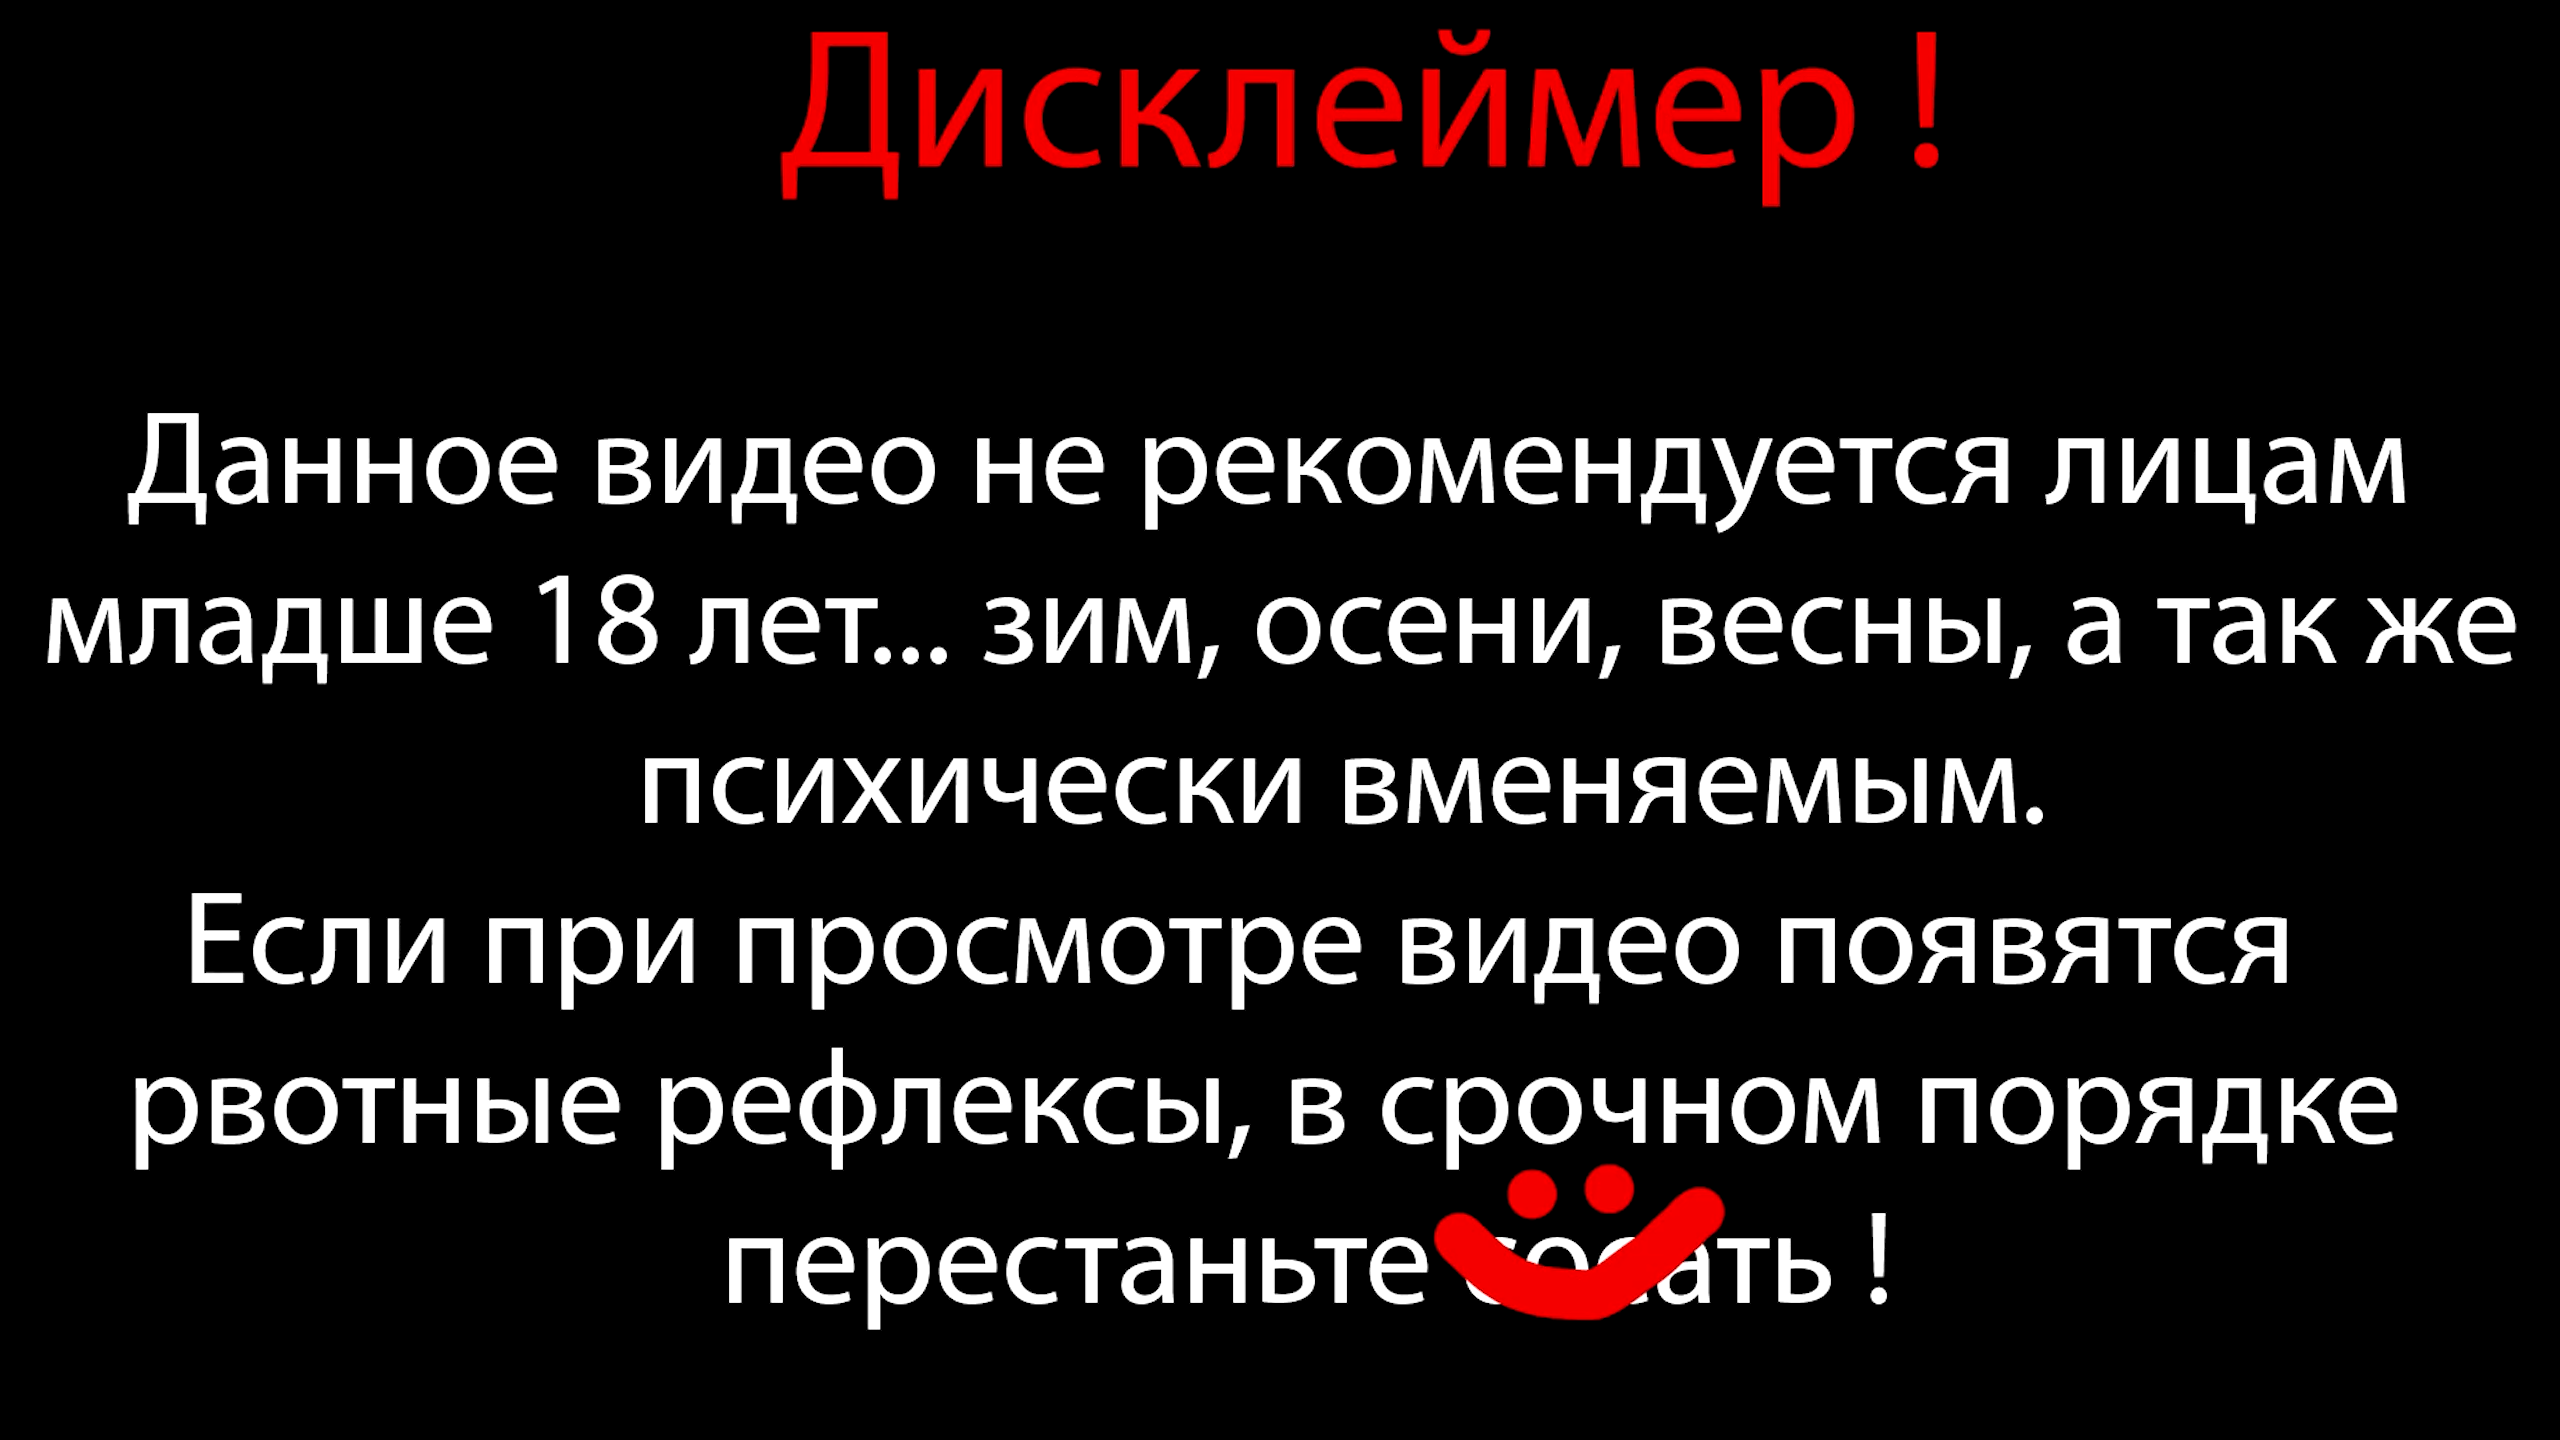 Дисклеймер !
Данное видео не рекомендуется лицам
младше 18 лет... зим, осени, весны, а так же
психически вменяемым.
Если при просмотре видео появятся
рвотные рефлексы, в срочном порядке
перестаньте сосать !